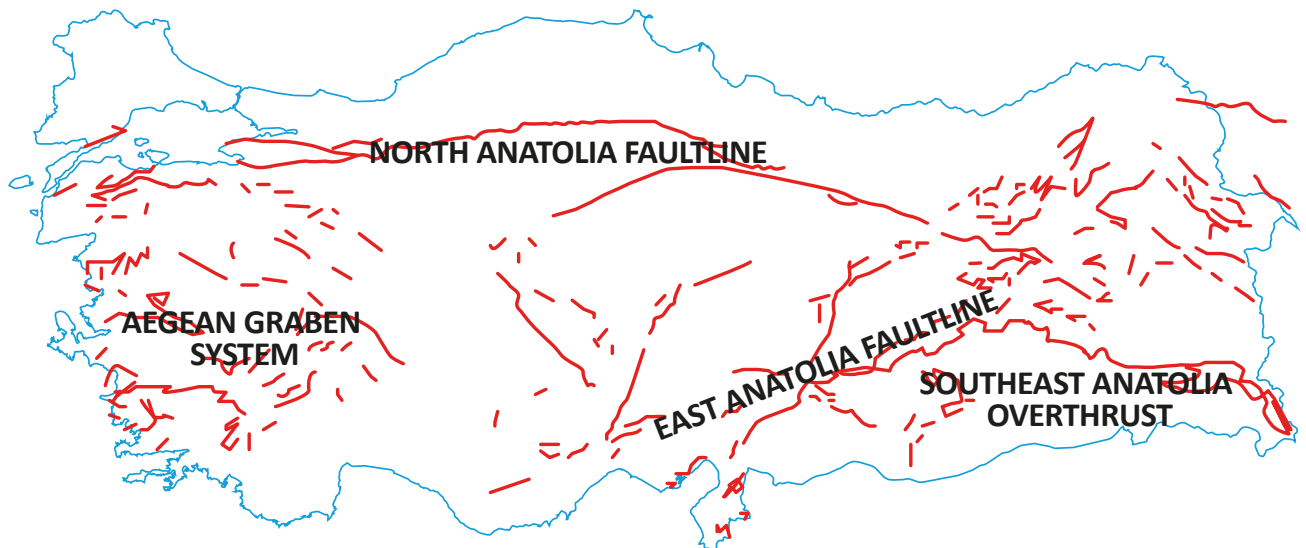 NORTH ANATOLIA FAULTLINE
AEGEAN GRABEN
SYSTEM
EAST ANATOLIA FAULTLINE
SOUTHEAST ANATOLIA
OVERTHRUST